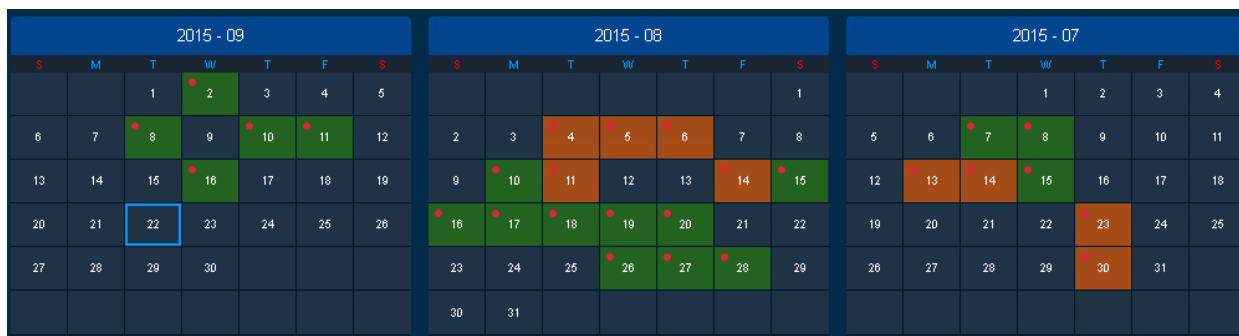 2015 - 09
S M T W T F S
1 2 3 4 5
6 7 8 9 10 11 12
13 14 15 16 17 18 19
20 21 22 23 24 25 26
27 28 29 30
2015 - 08
S M T W T F S
1
2 3 4 5 6 7 8
9 10 11 12 13 14 15
16 17 18 19 20 21 22
23 24 25 26 27 28 29
30 31
2015 - 07
S M T W T F S
1 2 3 4
5 6 7 8 9 10 11
12 13 14 15 16 17 18
19 20 21 22 23 24 25
26 27 28 29 30 31